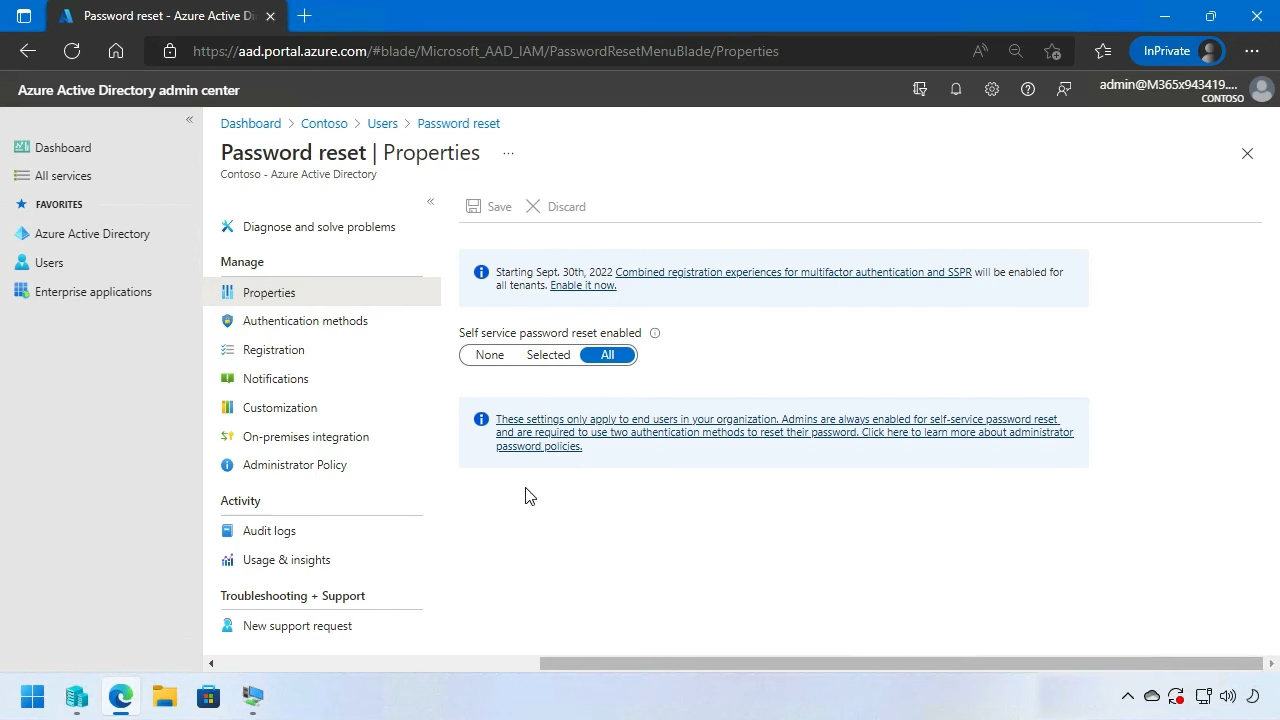 Password reset - Azure Active Di
https://aad.portal.azure.com/#blade/Microsoft_AAD_IAM/PasswordResetMenuBlade/Properties
InPrivate
Azure Active Directory admin center
admin@M365x943419....
CONTOSO
Dashboard
All services
FAVORITES
Azure Active Directory
Users
Enterprise applications
Dashboard > Contoso > Users > Password reset
Password reset | Properties ...
Contoso - Azure Active Directory
Diagnose and solve problems
Manage
Properties
Authentication methods
Registration
Notifications
Customization
On-premises integration
Administrator Policy
Activity
Audit logs
Usage & insights
Troubleshooting + Support
New support request
Save Discard
Starting Sept. 30th, 2022 Combined registration experiences for multifactor authentication and SSPR will be enabled for
all tenants. Enable it now.
Self service password reset enabled
None Selected All
These settings only apply to end users in your organization. Admins are always enabled for self-service password reset
and are required to use two authentication methods to reset their password. Click here to learn more about administrator
password policies.